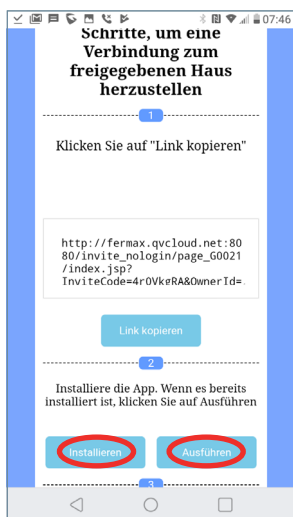 07:46
Schritte, um eine
Verbindung zum
freigegebenen Haus
herzustellen
1
Klicken Sie auf "Link kopieren"
http://fermax.qvcloud.net:80
80/invite_nologin/page_G0021
/index.jsp?
InviteCode=4r0VkgRA&OwnerId=
Link kopieren
2
Installiere die App. Wenn es bereits
installiert ist, klicken Sie auf Ausführen
Installieren
Ausführen
3